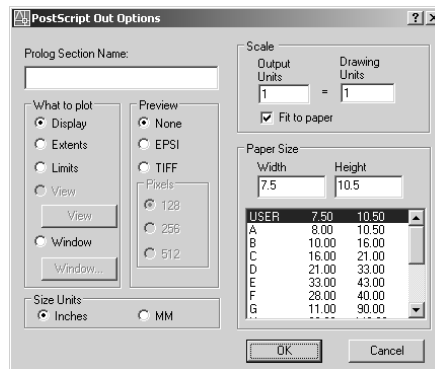 PostScript Out Options
Prolog Section Name:
What to plot
Display
Extents
Limits
View
View
Window
Window...
Preview
None
EPSI
TIFF
Pixels
128
256
512
Size Units
Inches
MM
Scale
Output Units
Drawing Units
1 = 1
Fit to paper
Paper Size
Width
Height
7.5
10.5
USER 7.50 10.50
A 8.00 10.50
B 10.00 16.00
C 16.00 21.00
D 21.00 33.00
E 33.00 43.00
F 28.00 40.00
G 11.00 90.00
OK
Cancel